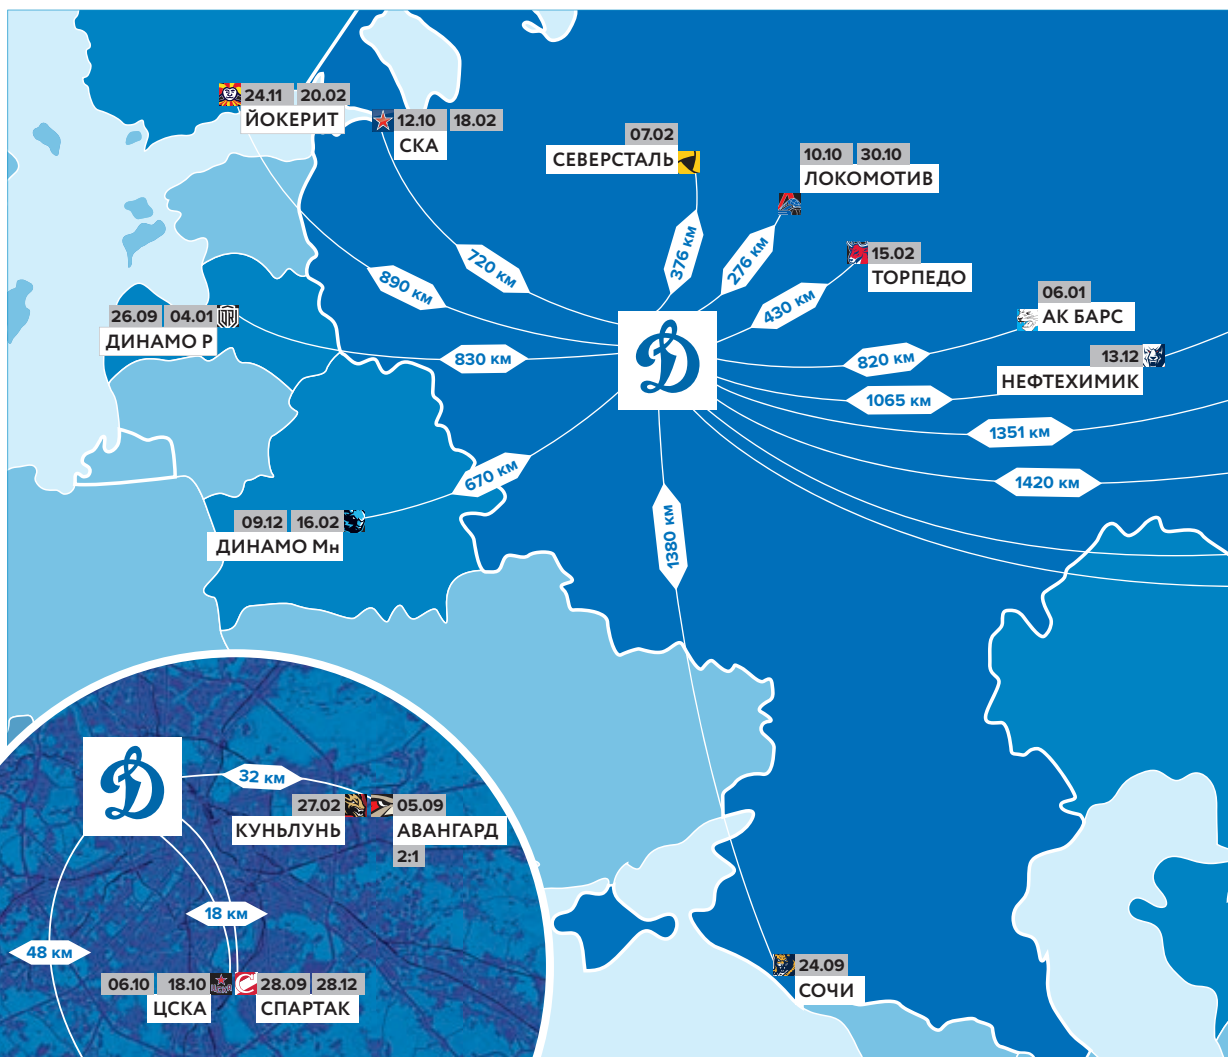 24.11 20.02
ЙОКЕРИТ
12.10 18.02
СКА
07.02
СЕВЕРСТАЛЬ
10.10 30.10
ЛОКОМОТИВ
15.02
ТОРПЕДО
06.01
АК БАРС
13.12
НЕФТЕХИМИК
26.09 04.01
ДИНАМО Р
09.12 16.02
ДИНАМО Мн
720 км
890 км
830 км
670 км
376 км
276 км
430 км
820 км
1065 км
1351 км
1420 км
1380 км
Д
24.09
СОЧИ
Д
32 км
27.02
КУНЬЛУНЬ
05.09
АВАНГАРД
2:1
18 км
48 км
06.10 18.10
ЦСКА
28.09 28.12
СПАРТАК